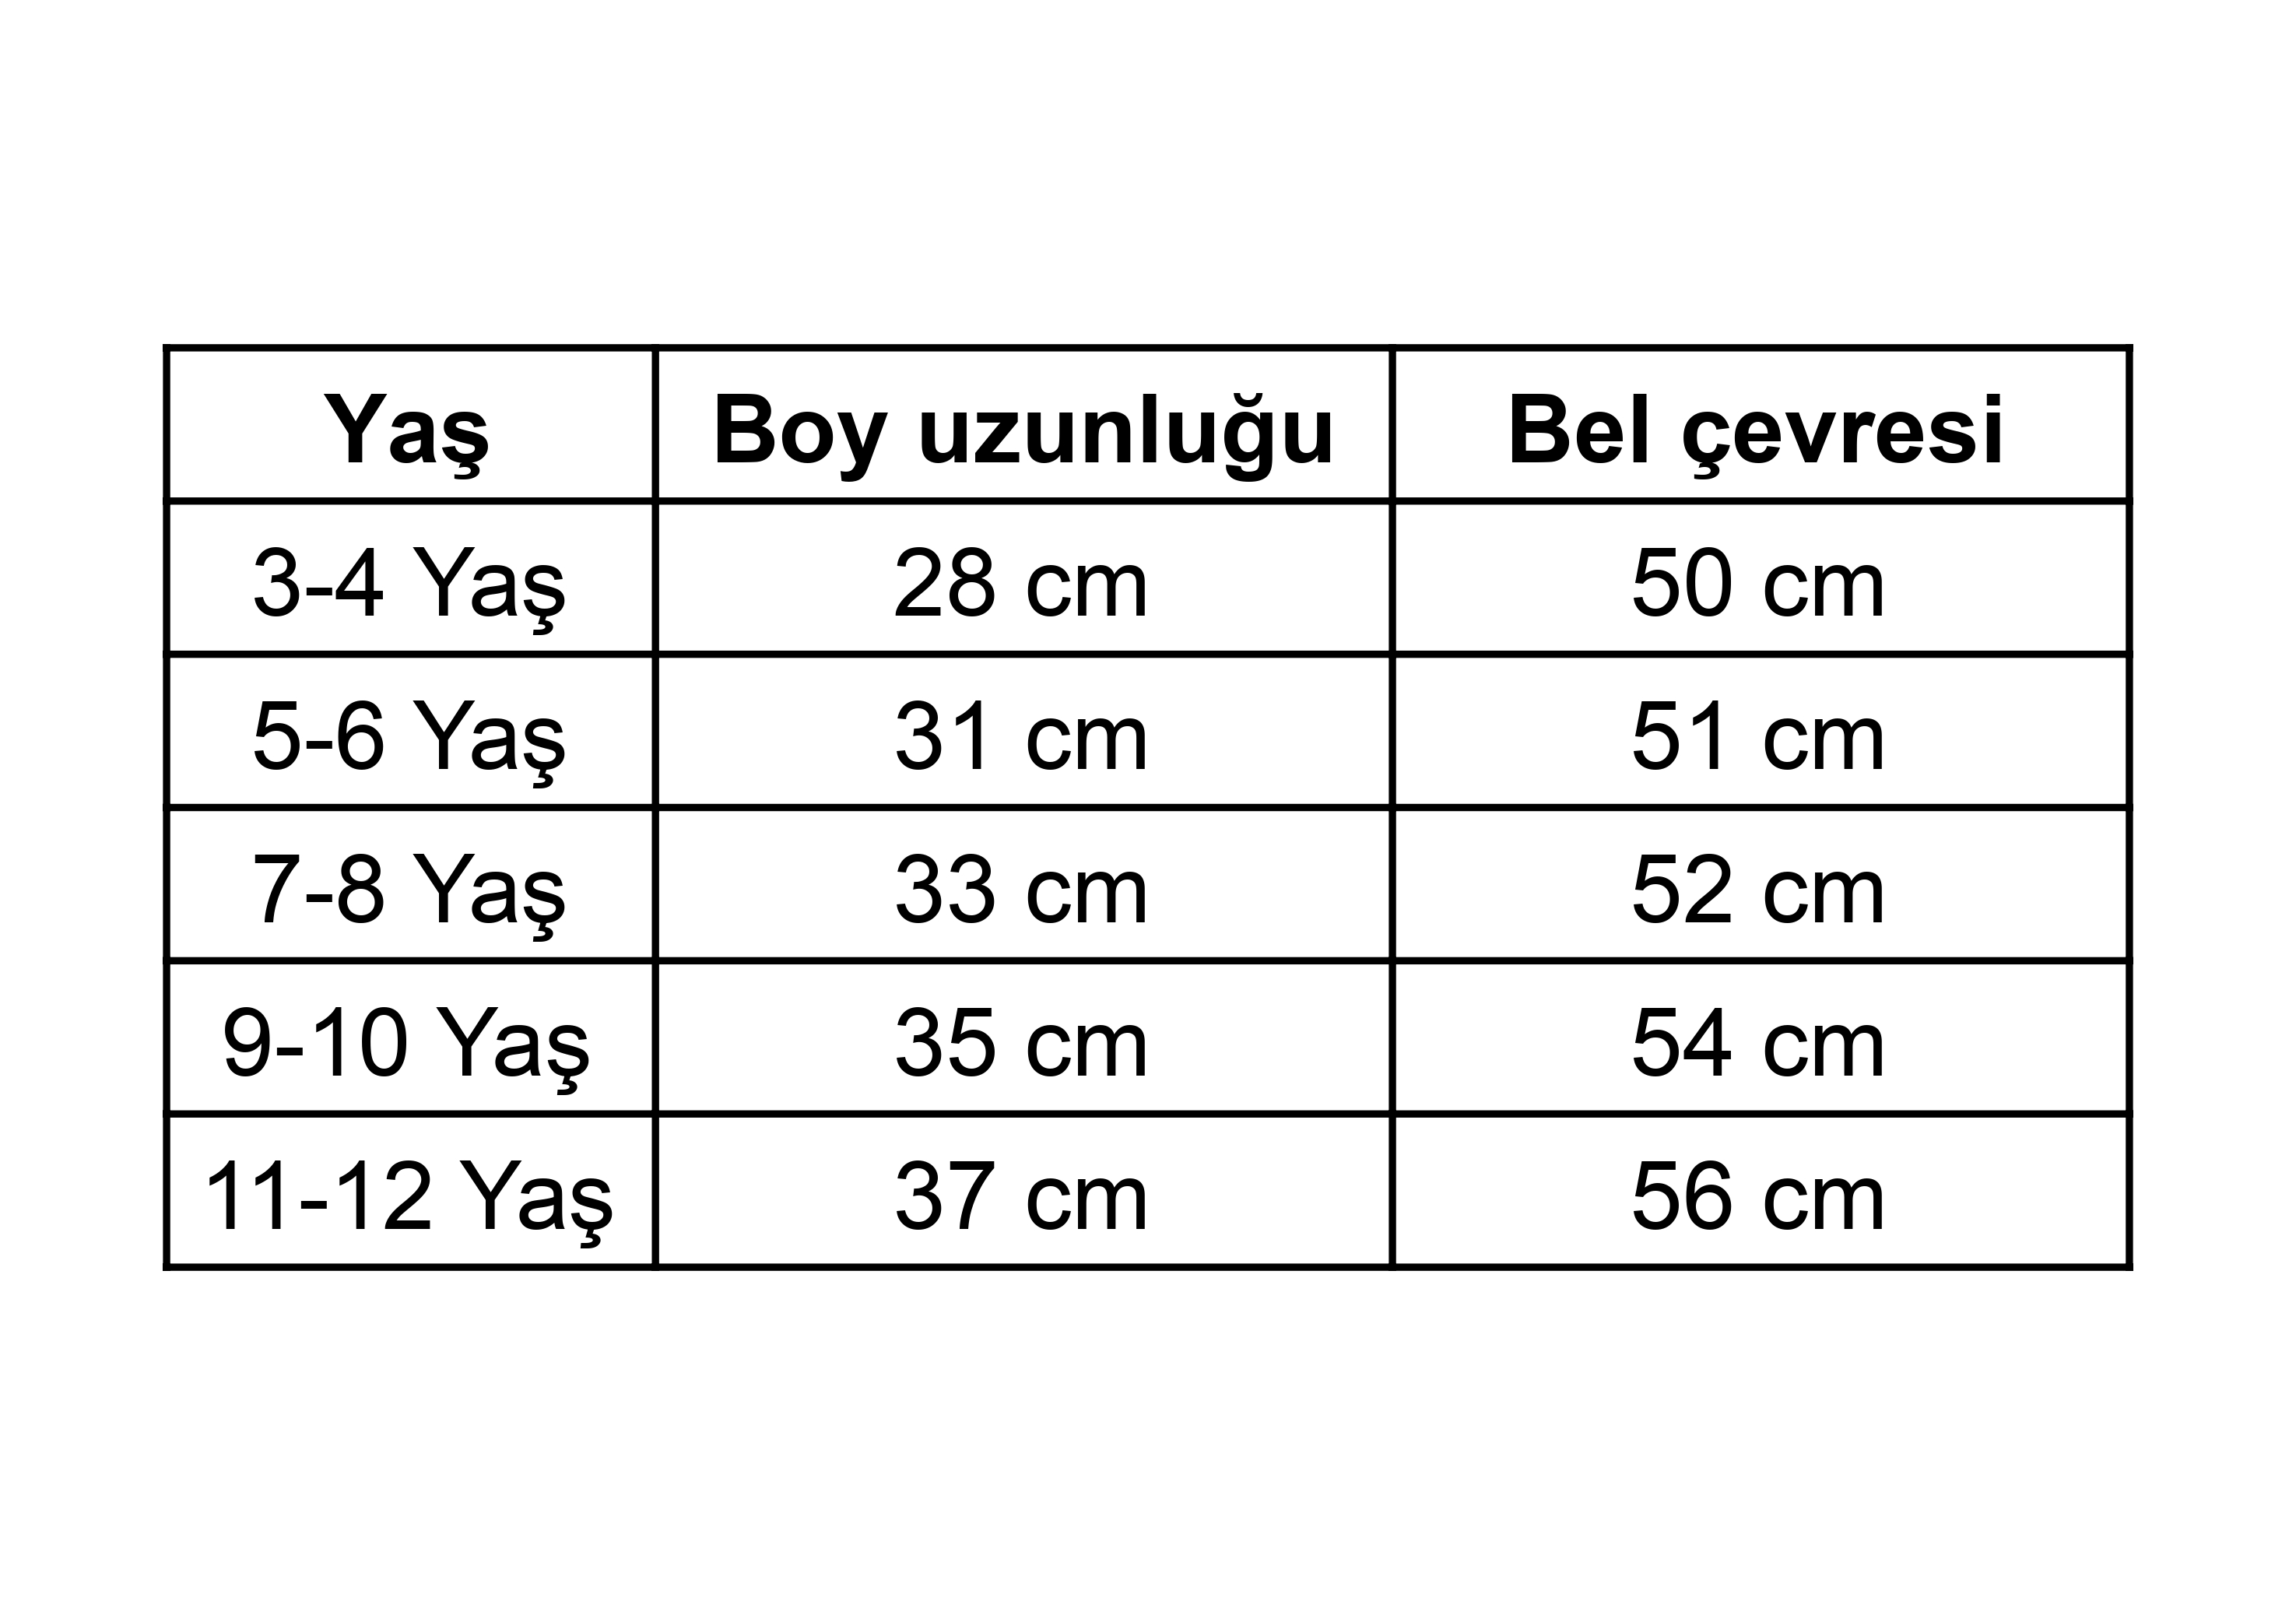 Yaş Boy uzunluğu Bel çevresi
3-4 Yaş 28 cm 50 cm
5-6 Yaş 31 cm 51 cm
7-8 Yaş 33 cm 52 cm
9-10 Yaş 35 cm 54 cm
11-12 Yaş 37 cm 56 cm